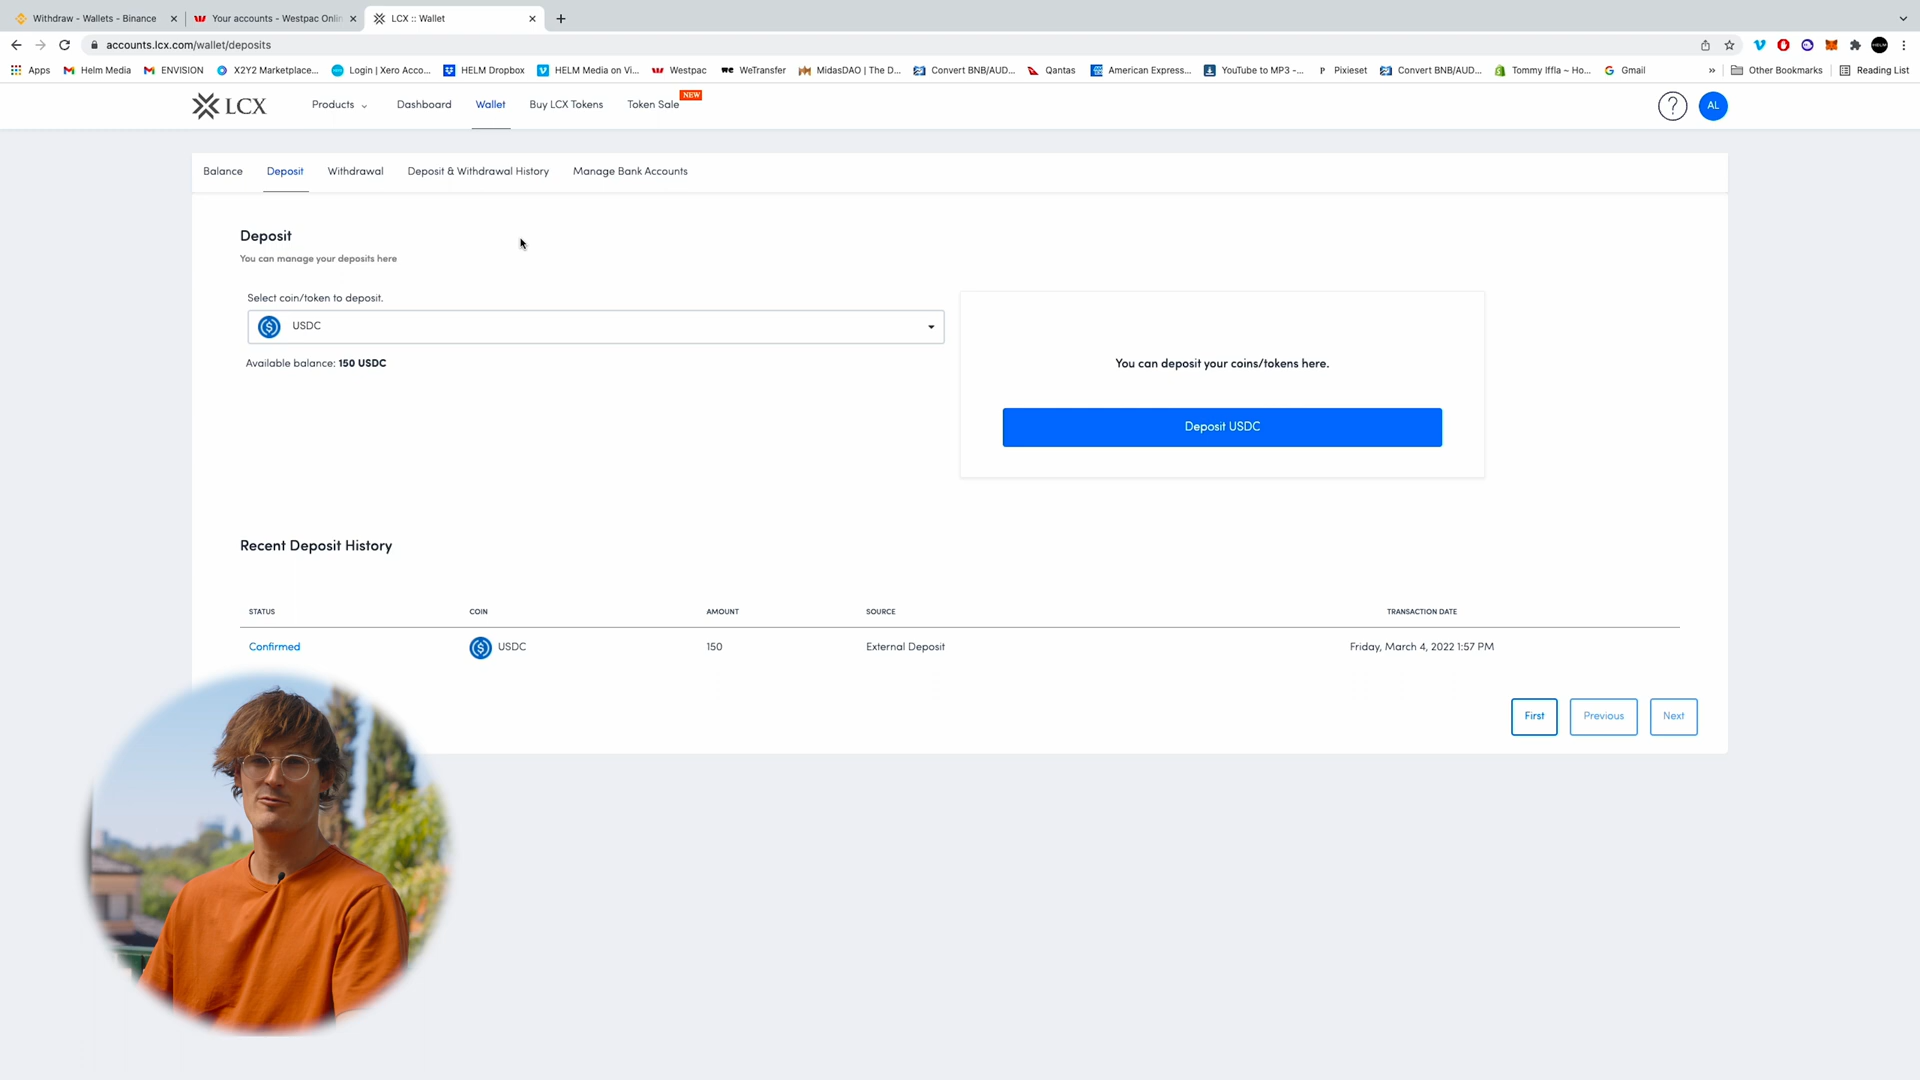 Withdraw - Wallets - Binance
Your accounts - Westpac Onlin
LCX :: Wallet
accounts.lcx.com/wallet/deposits
Apps
Helm Media
ENVISION
X2Y2 Marketplace...
Login | Xero Acco...
HELM Dropbox
HELM Media on Vi...
Westpac
WeTransfer
MidasDAO | The D...
Convert BNB/AUD...
Qantas
American Express...
YouTube to MP3 -...
Pixieset
Convert BNB/AUD...
Tommy Iffla ~ Ho...
Gmail
Other Bookmarks
Reading List
LCX
Products
Dashboard
Wallet
Buy LCX Tokens
Token Sale
NEW
?
AL
Balance
Deposit
Withdrawal
Deposit & Withdrawal History
Manage Bank Accounts
Deposit
You can manage your deposits here
Select coin/token to deposit.
USDC
Available balance: 150 USDC
You can deposit your coins/tokens here.
Deposit USDC
Recent Deposit History
STATUS COIN AMOUNT SOURCE TRANSACTION DATE
Confirmed USDC 150 External Deposit Friday, March 4, 2022 1:57 PM
First
Previous
Next